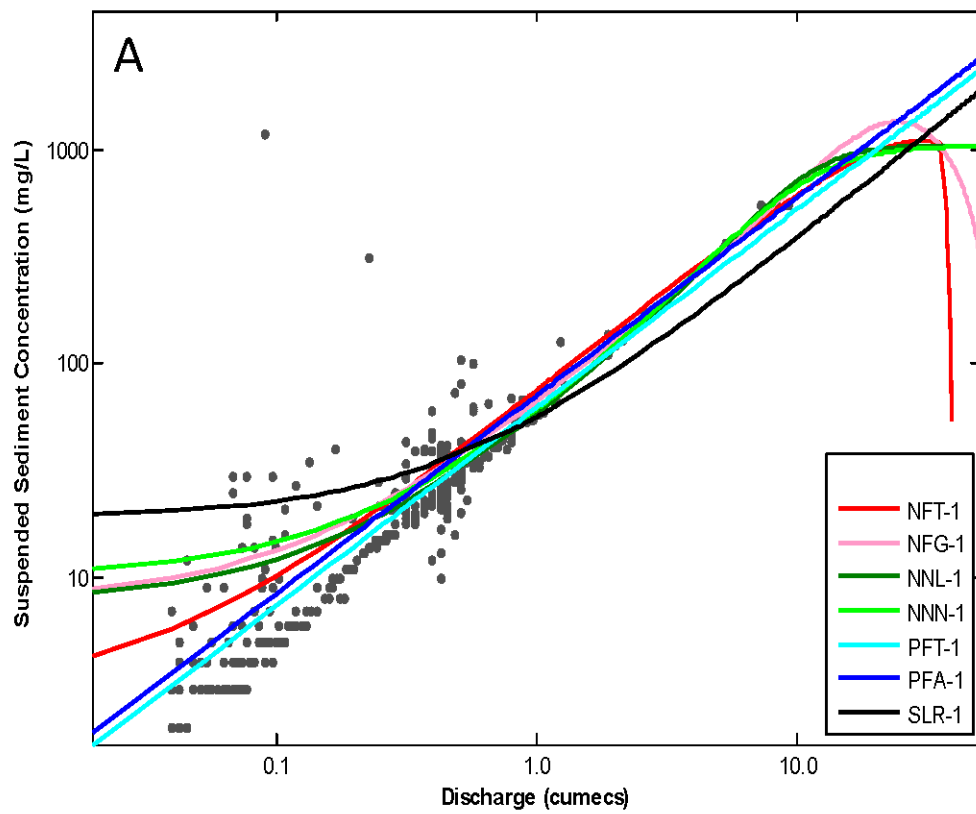 A
1000
100
10
Suspended Sediment Concentration (mg/L)
0.1
1.0
10.0
Discharge (cumecs)
NFT-1
NFG-1
NNL-1
NNN-1
PFT-1
PFA-1
SLR-1